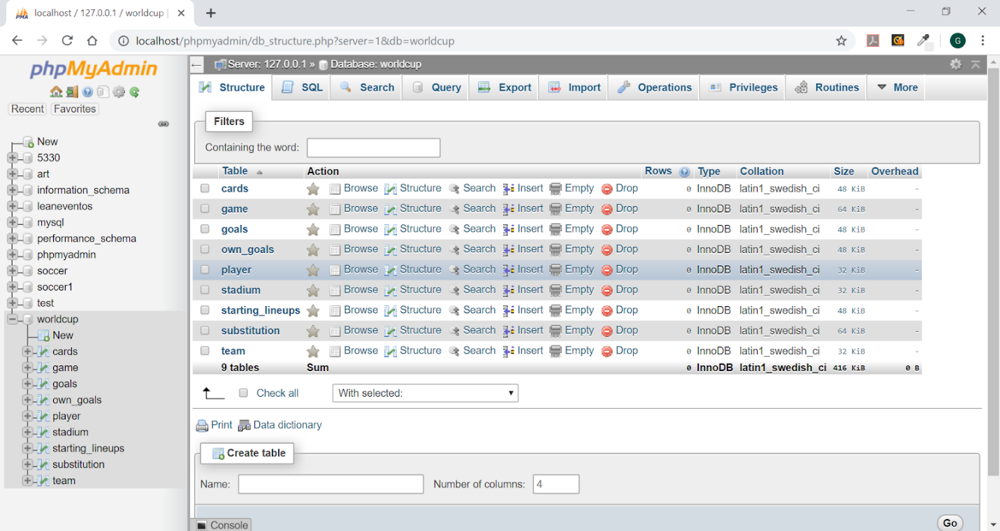 localhost / 127.0.0.1 / worldcup |
localhost/phpmyadmin/db_structure.php?server=1&db=worldcup
G
phpMyAdmin
Recent Favorites
New
5330
art
information_schema
leaneventos
mysql
performance_schema
phpmyadmin
soccer
soccer1
test
worldcup
New
cards
game
goals
own_goals
player
stadium
starting_lineups
substitution
team
Server: 127.0.0.1 » Database: worldcup
Structure SQL Search Query Export Import Operations Privileges Routines More
Filters
Containing the word:
Table Action Rows Type Collation Size Overhead
cards Browse Structure Search Insert Empty Drop 0 InnoDB latin1_swedish_ci 48 KiB -
game Browse Structure Search Insert Empty Drop 0 InnoDB latin1_swedish_ci 64 KiB -
goals Browse Structure Search Insert Empty Drop 0 InnoDB latin1_swedish_ci 48 KiB -
own_goals Browse Structure Search Insert Empty Drop 0 InnoDB latin1_swedish_ci 48 KiB -
player Browse Structure Search Insert Empty Drop 0 InnoDB latin1_swedish_ci 32 KiB -
stadium Browse Structure Search Insert Empty Drop 0 InnoDB latin1_swedish_ci 32 KiB -
starting_lineups Browse Structure Search Insert Empty Drop 0 InnoDB latin1_swedish_ci 48 KiB -
substitution Browse Structure Search Insert Empty Drop 0 InnoDB latin1_swedish_ci 64 KiB -
team Browse Structure Search Insert Empty Drop 0 InnoDB latin1_swedish_ci 32 KiB -
9 tables Sum 0 InnoDB latin1_swedish_ci 416 KiB 0 B
Check all With selected:
Print Data dictionary
Create table
Name: Number of columns: 4
Console Go